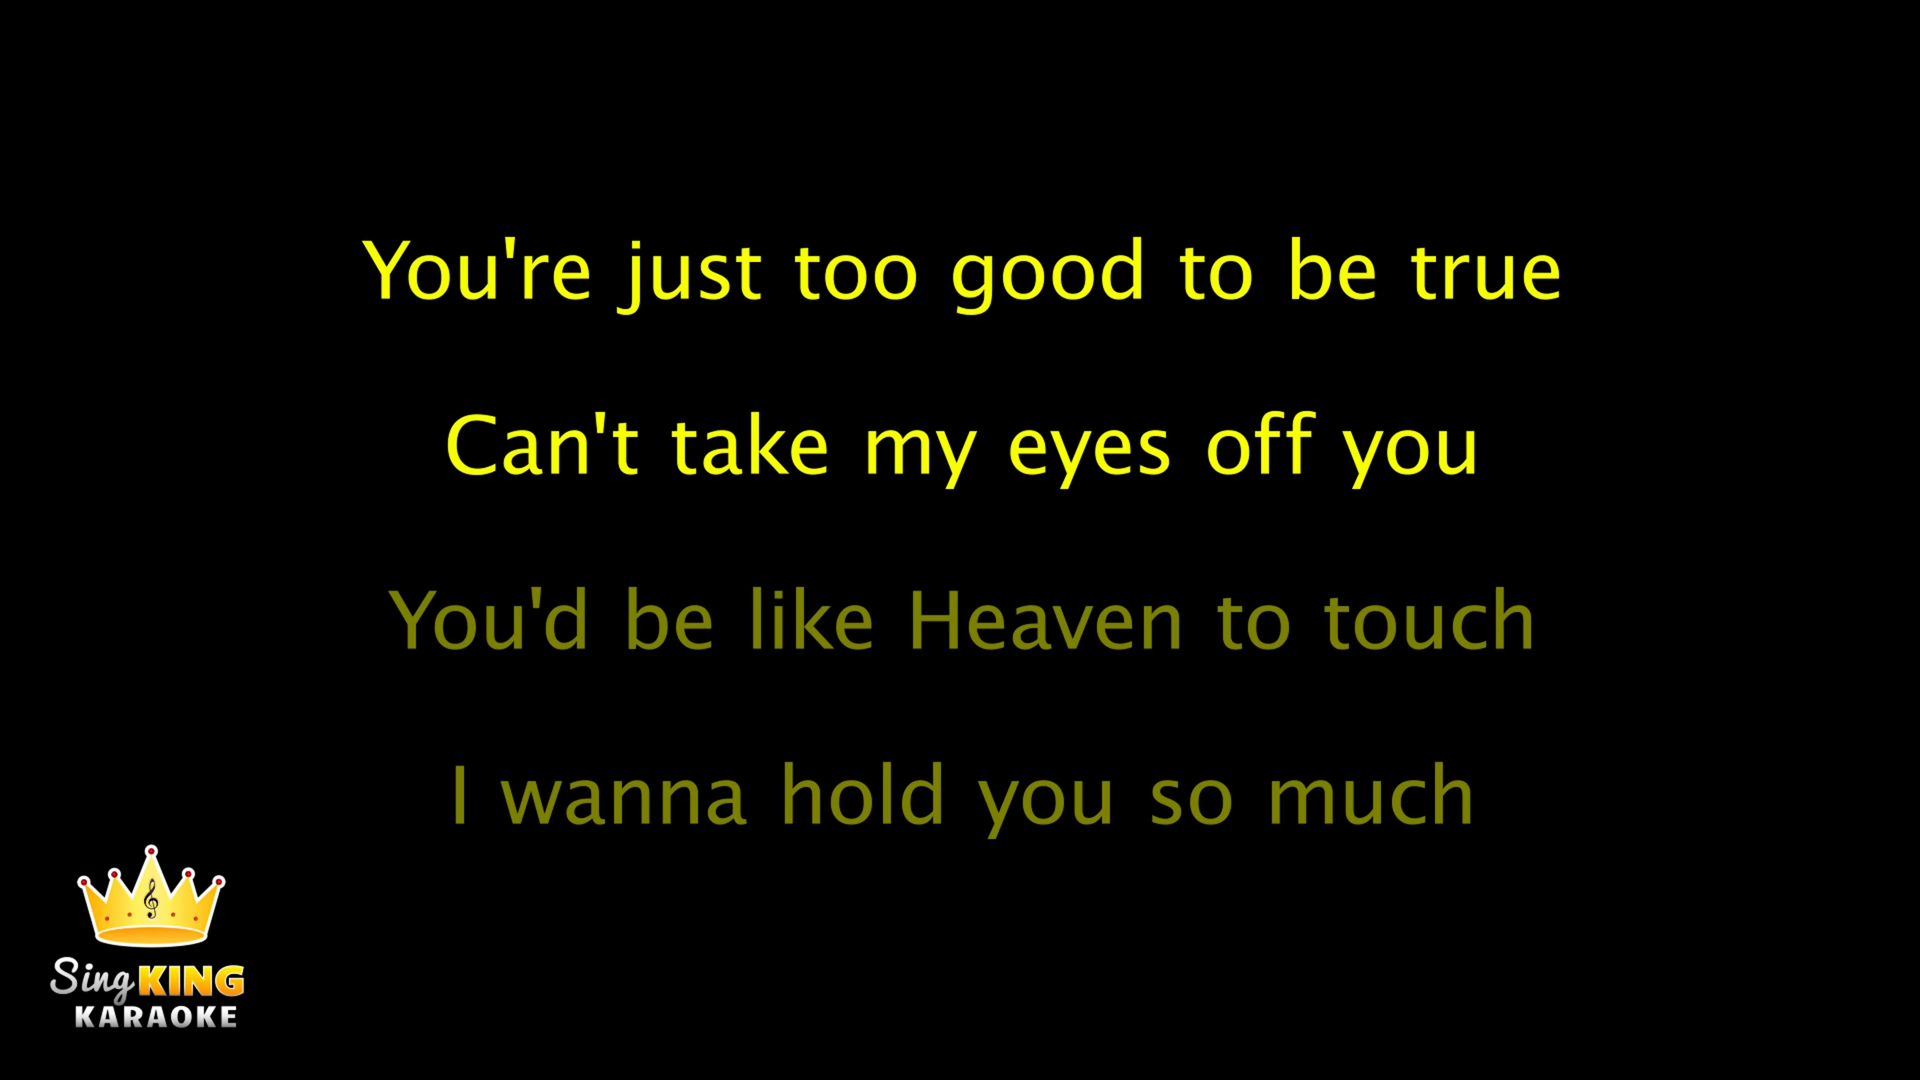 You're just too good to be true
Can't take my eyes off you
You'd be like Heaven to touch
I wanna hold you so much
Sing KING
KARAOKE